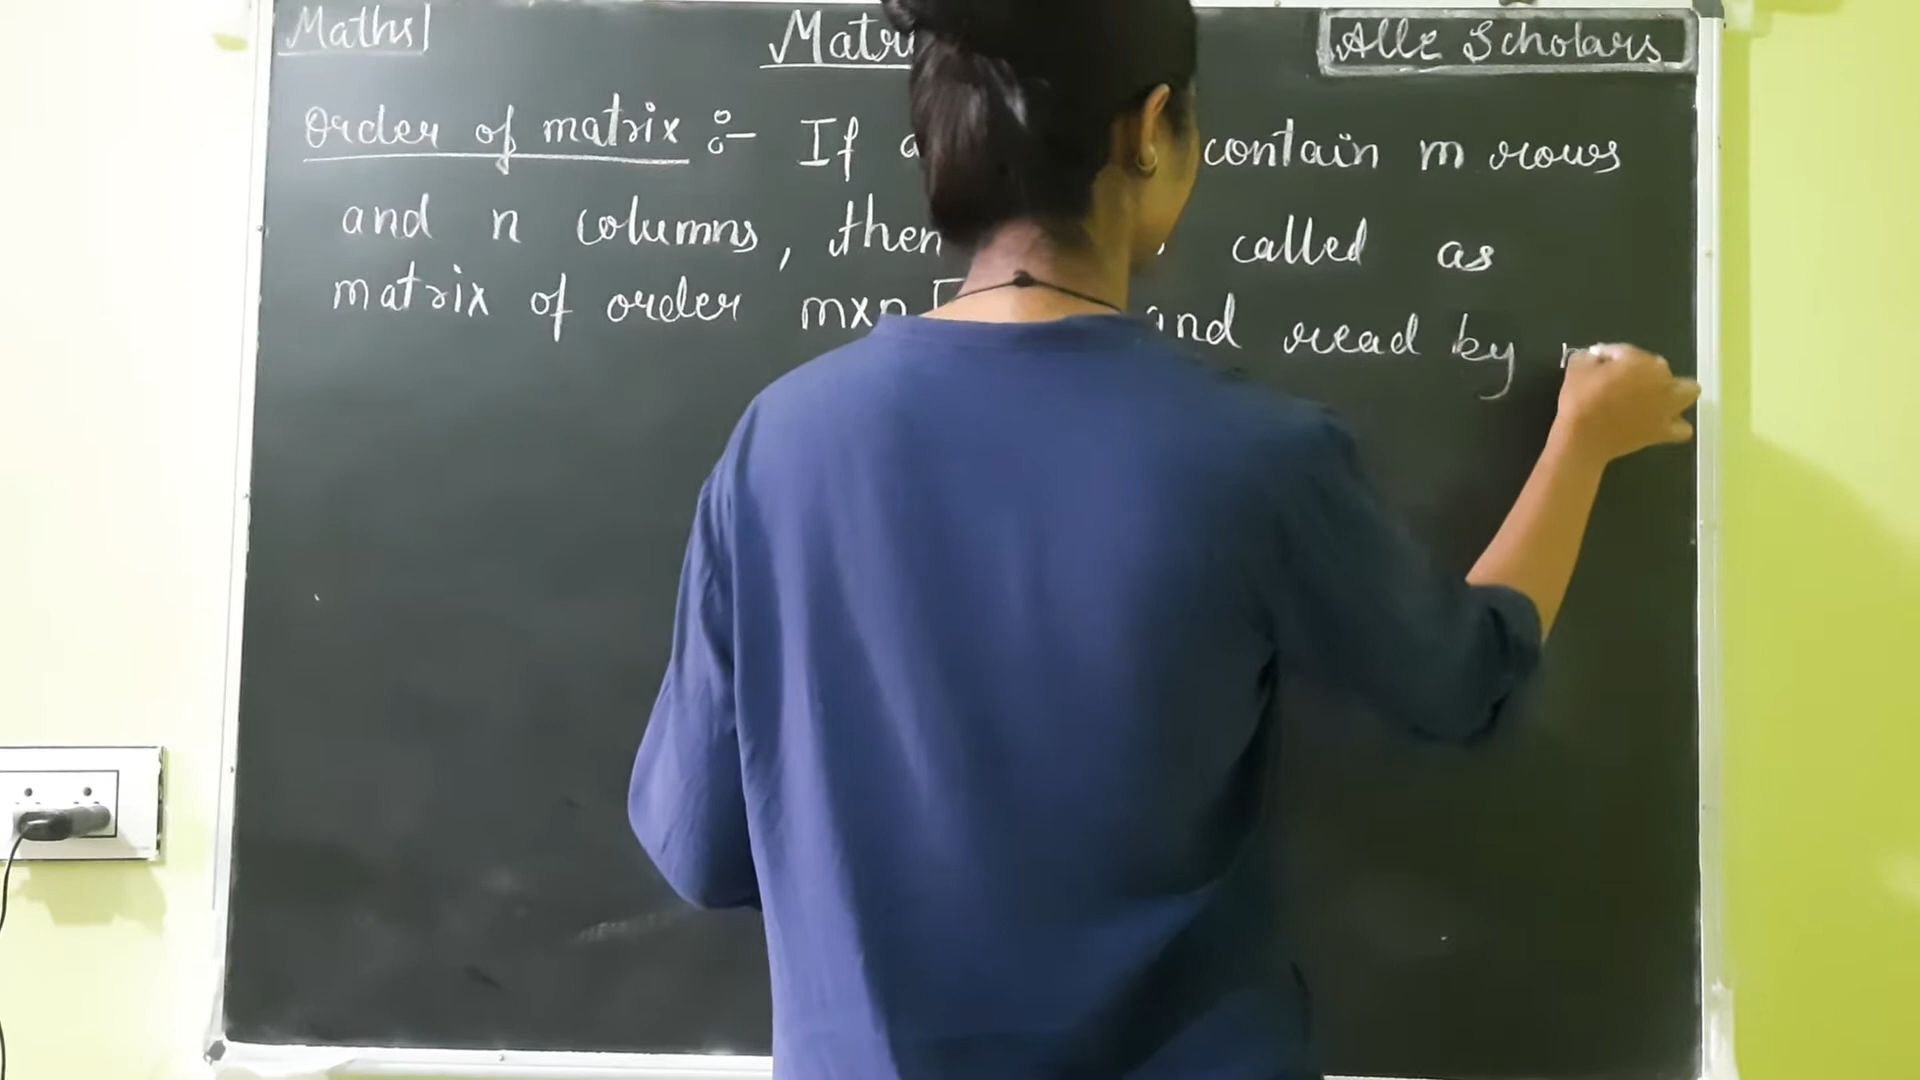 Maths Alle Scholars
Order of matrix :- If contain m rows
and n columns, then called as
matrix of order mxn and read by